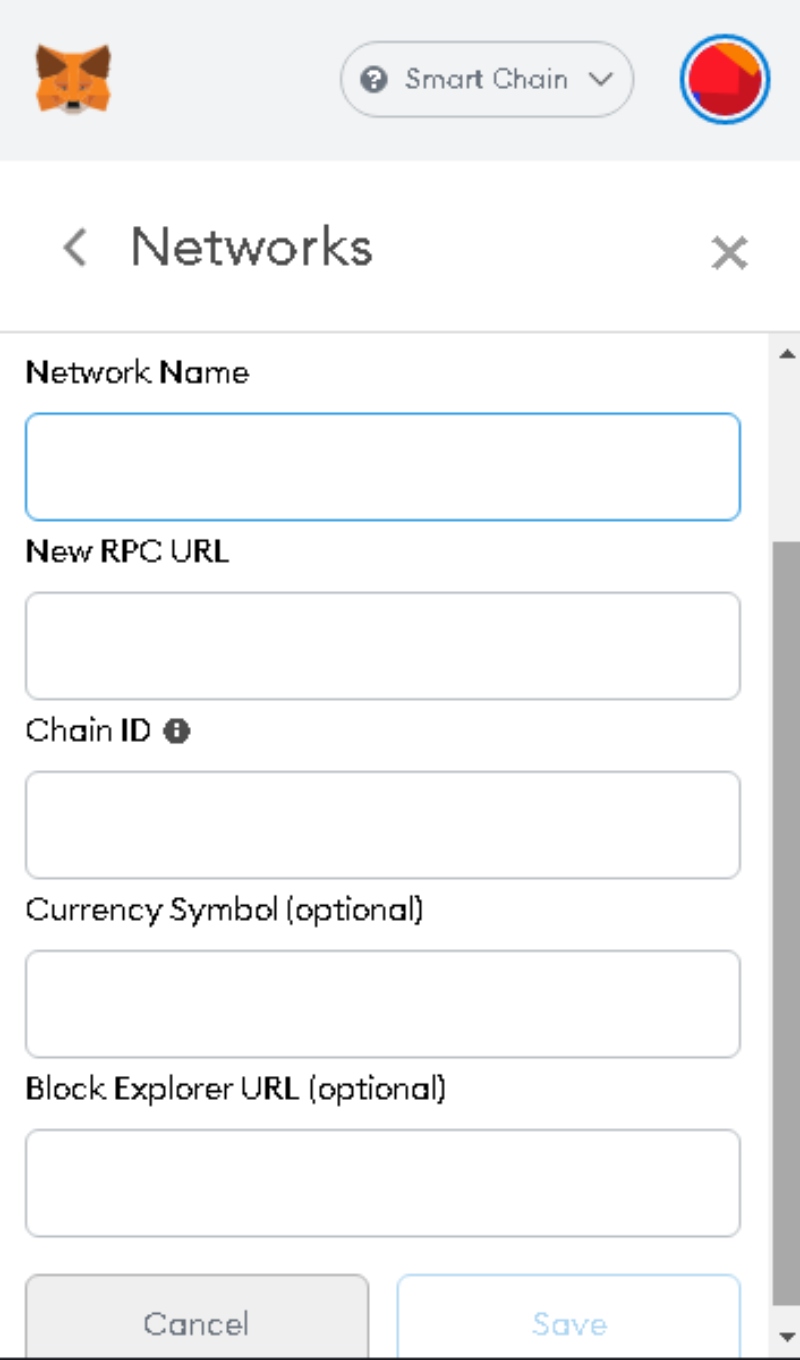 Smart Chain
Networks
Network Name
New RPC URL
Chain ID
Currency Symbol (optional)
Block Explorer URL (optional)
Cancel Save